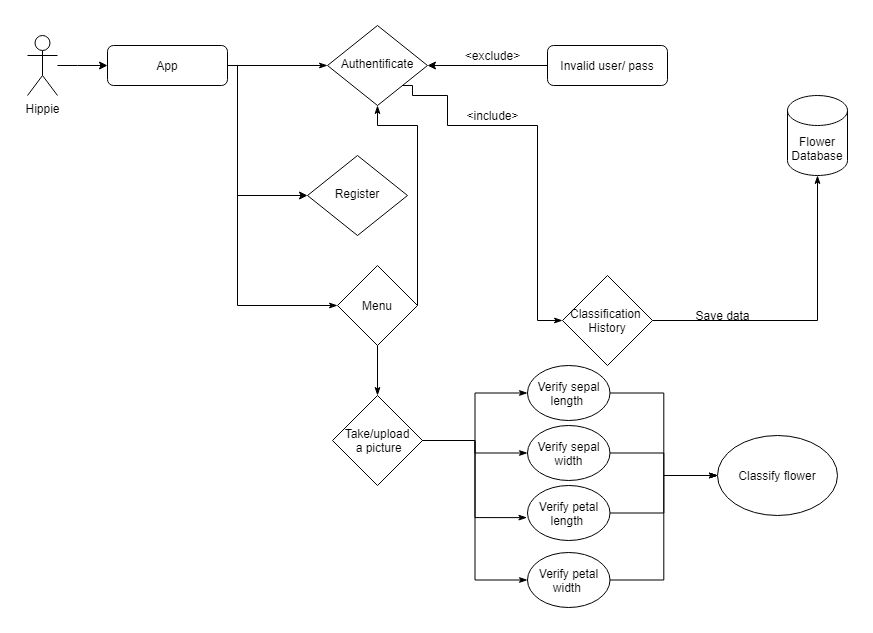 Hippie
App
Authentificate
<exclude>
Invalid user/ pass
<include>
Flower
Database
Register
Menu
Classification
History
Save data
Take/upload
a picture
Verify sepal
length
Verify sepal
width
Verify petal
length
Verify petal
width
Classify flower